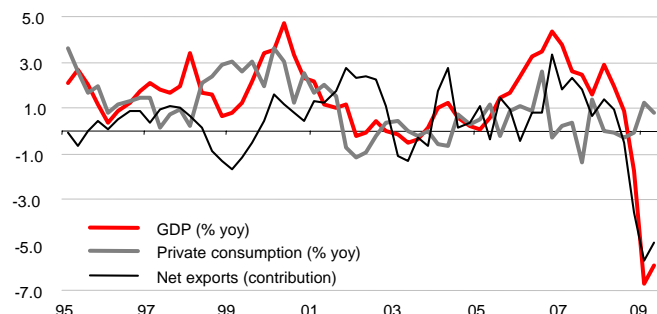 5.0
3.0
1.0
-1.0
-3.0
-5.0
-7.0
GDP (% yoy)
Private consumption (% yoy)
Net exports (contribution)
95 97 99 01 03 05 07 09